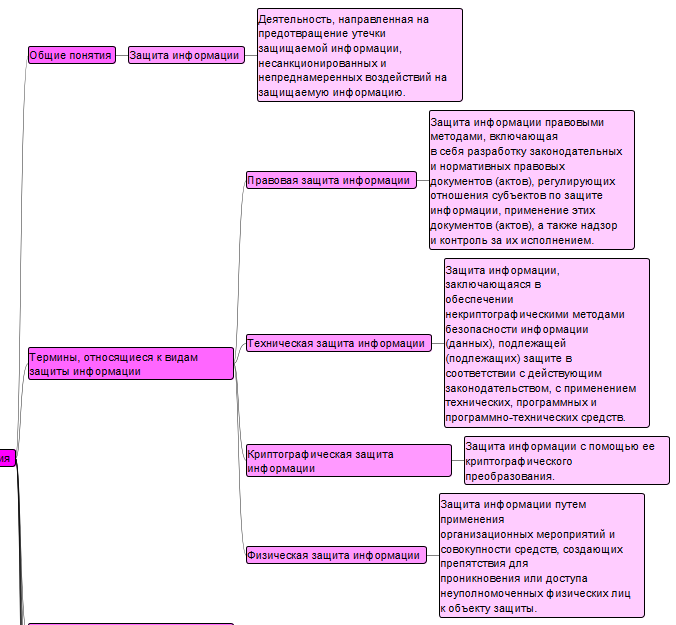 Общие понятия
Защита информации
Деятельность, направленная на
предотвращение утечки
защищаемой информации,
несанкционированных и
непреднамеренных воздействий на
защищаемую информацию.
Термины, относящиеся к видам
защиты информации
Правовая защита информации
Защита информации правовыми
методами, включающая
в себя разработку законодательных
и нормативных правовых
документов (актов), регулирующих
отношения субъектов по защите
информации, применение этих
документов (актов), а также надзор
и контроль за их исполнением.
Техническая защита информации
Защита информации,
заключающаяся в
обеспечении
некриптографическими методами
безопасности информации
(данных), подлежащей
(подлежащих) защите в
соответствии с действующим
законодательством, с применением
технических, программных и
программно-технических средств.
Криптографическая защита
информации
Защита информации с помощью ее
криптографического
преобразования.
Физическая защита информации
Защита информации путем
применения
организационных мероприятий и
совокупности средств, создающих
препятствия для
проникновения или доступа
неуполномоченных физических лиц
к объекту защиты.